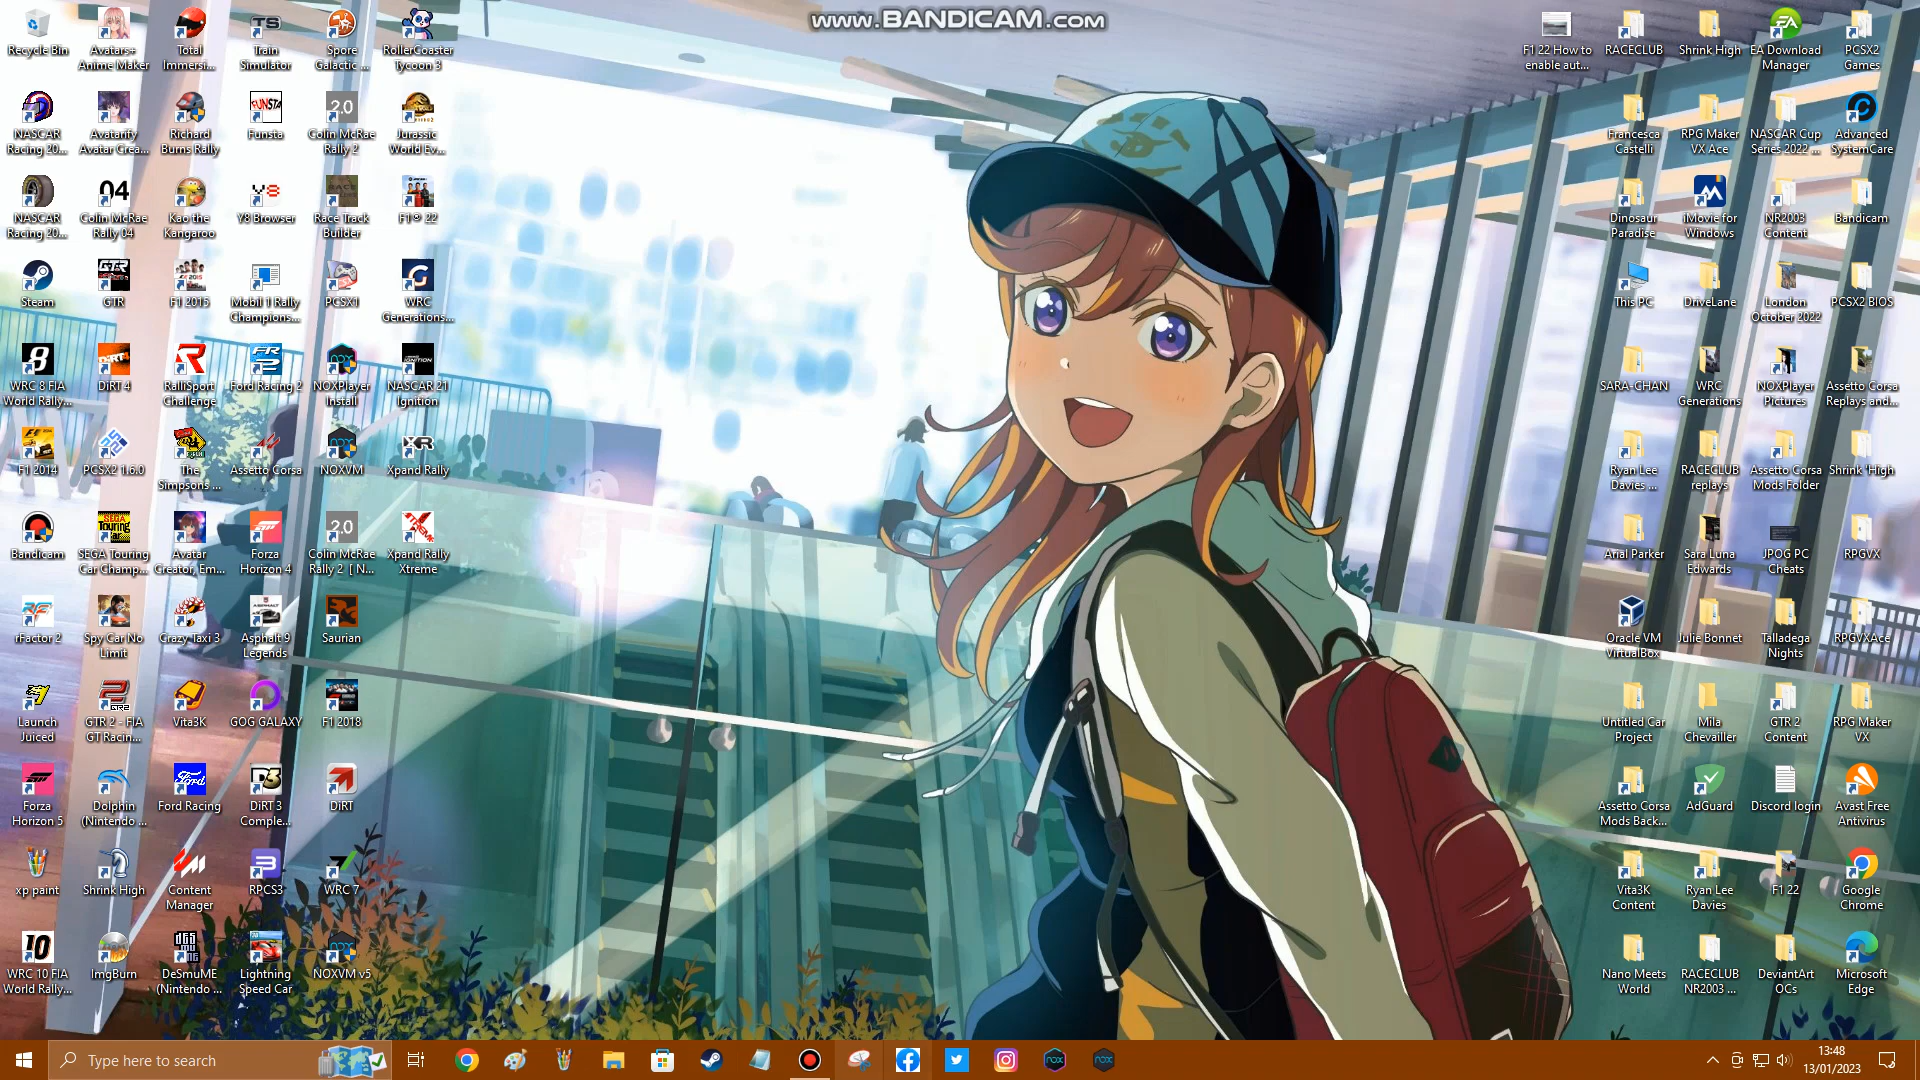 www.BANDICAM.com
Recycle Bin
Avatars+
Anime Maker
Total
Immersi...
Train
Simulator
Spore
Galactic ...
RollerCoaster
Tycoon 3
NASCAR
Racing 20...
Avatarify
Avatar Crea...
Richard
Burns Rally
Funsta
Colin McRae
Rally 2
Jurassic
World Ev...
NASCAR
Racing 20...
Colin McRae
Rally 04
Kao the
Kangaroo
Y8 Browser
Race Track
Builder
F1® 22
Steam
GTR
F1 2015
Mobil 1 Rally
Champions...
PCSX1
WRC
Generations...
WRC 8 FIA
World Rally...
DiRT 4
RalliSport
Challenge
Ford Racing 2
NOXPlayer
Install
NASCAR 21
Ignition
F1 2014
PCSX2 1.6.0
The
Simpsons ...
Assetto Corsa
NOXVM
Xpand Rally
Bandicam
SEGA Touring
Car Champ...
Avatar
Creator, Em...
Forza
Horizon 4
Colin McRae
Rally 2 [ N...
Xpand Rally
Xtreme
rFactor 2
Spy Car No
Limit
Crazy Taxi 3
Asphalt 9
Legends
Saurian
Launch
Juiced
GTR 2 - FIA
GT Racin...
Vita3K
GOG GALAXY
F1 2018
Forza
Horizon 5
Dolphin
(Nintendo ...
Ford Racing
DiRT 3
Comple...
DiRT
xp paint
Shrink High
Content
Manager
RPCS3
WRC 7
WRC 10 FIA
World Rally...
ImgBurn
DeSmuME
(Nintendo ...
Lightning
Speed Car
NOXVM v5
F1 22 How to
enable aut...
RACECLUB
Shrink High
EA Download
Manager
PCSX2
Games
Francesca
Castelli
RPG Maker
VX Ace
NASCAR Cup
Series 2022 ...
Advanced
SystemCare
Dinosaur
Paradise
iMovie for
Windows
NR2003
Content
Bandicam
This PC
DriveLane
London
October 2022
PCSX2 BIOS
SARA-CHAN
WRC
Generations
NOXPlayer
Pictures
Assetto Corsa
Replays and...
Ryan Lee
Davies ...
RACECLUB
replays
Assetto Corsa
Mods Folder
Shrink 'High
Arial Parker
Sara Luna
Edwards
JPOG PC
Cheats
RPGVX
Oracle VM
VirtualBox
Julie Bonnet
Talladega
Nights
RPGVXAce
Untitled Car
Project
Mila
Chevailler
GTR 2
Content
RPG Maker
VX
Assetto Corsa
Mods Back...
AdGuard
Discord login
Avast Free
Antivirus
Vita3K
Content
Ryan Lee
Davies
F1 22
Google
Chrome
Nano Meets
World
RACECLUB
NR2003 ...
DeviantArt
OCs
Microsoft
Edge
Type here to search
13:48
13/01/2023